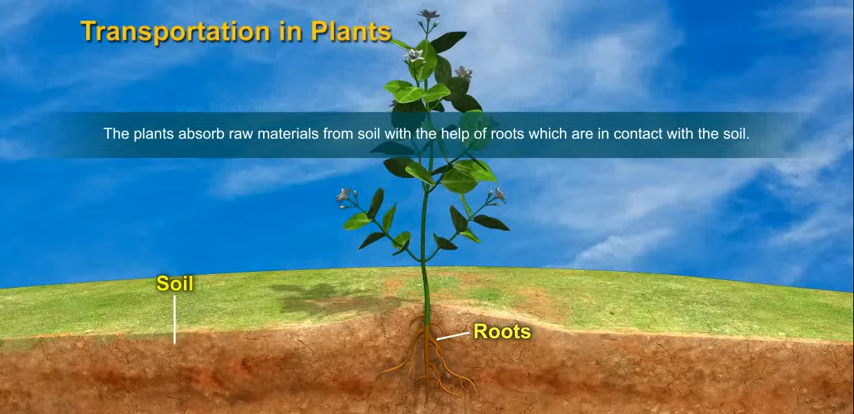 Transportation in Plants
The plants absorb raw materials from soil with the help of roots which are in contact with the soil.
Soil
Roots